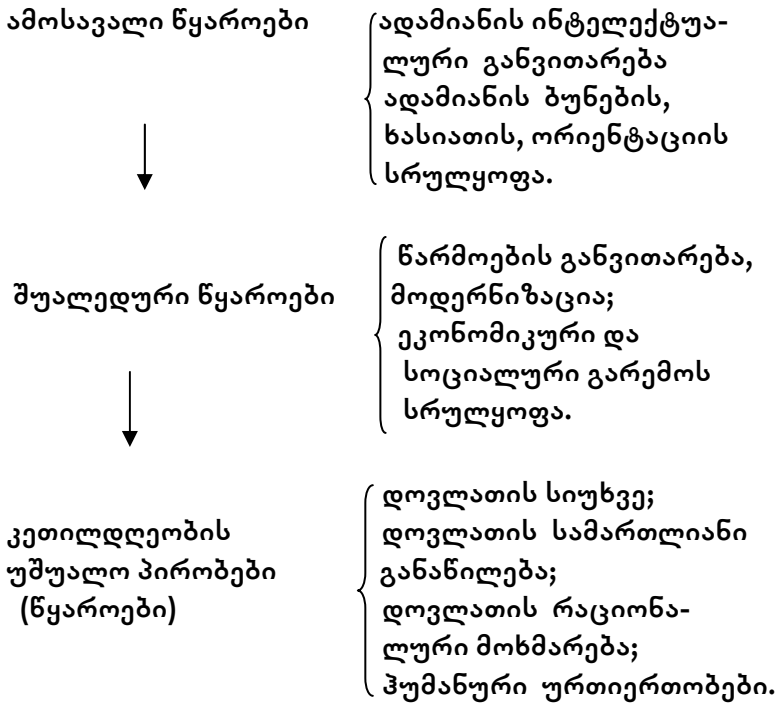 ამოსავალი წყაროები
ადამიანის ინტელექტუა-
ლური განვითარება
ადამიანის ბუნების,
ხასიათის, ორიენტაციის
სრულყოფა.
შუალედური წყაროები
წარმოების განვითარება,
მოდერნიზაცია;
ეკონომიკური და
სოციალური გარემოს
სრულყოფა.
კეთილდღეობის
უშუალო პირობები
(წყაროები)
დოვლათის სიუხვე;
დოვლათის სამართლიანი
განაწილება;
დოვლათის რაციონა-
ლური მოხმარება;
ჰუმანური ურთიერთობები.